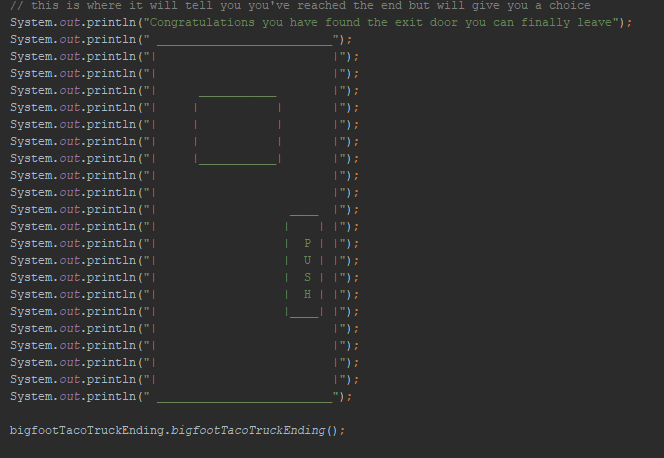 // this is where it will tell you you've reached the end but will give you a choice
System.out.println("Congratulations you have found the exit door you can finally leave");
System.out.println(" _________________________");
System.out.println("|                         |");
System.out.println("|                         |");
System.out.println("|      ___________        |");
System.out.println("|     |           |       |");
System.out.println("|     |           |       |");
System.out.println("|     |           |       |");
System.out.println("|     |___________|       |");
System.out.println("|                         |");
System.out.println("|                         |");
System.out.println("|                   ____  |");
System.out.println("|                  |    | |");
System.out.println("|                  |  P | |");
System.out.println("|                  |  U | |");
System.out.println("|                  |  S | |");
System.out.println("|                  |  H | |");
System.out.println("|                  |____| |");
System.out.println("|                         |");
System.out.println("|                         |");
System.out.println("|                         |");
System.out.println("|                         |");
System.out.println(" _________________________");
bigfootTacoTruckEnding.bigfootTacoTruckEnding();